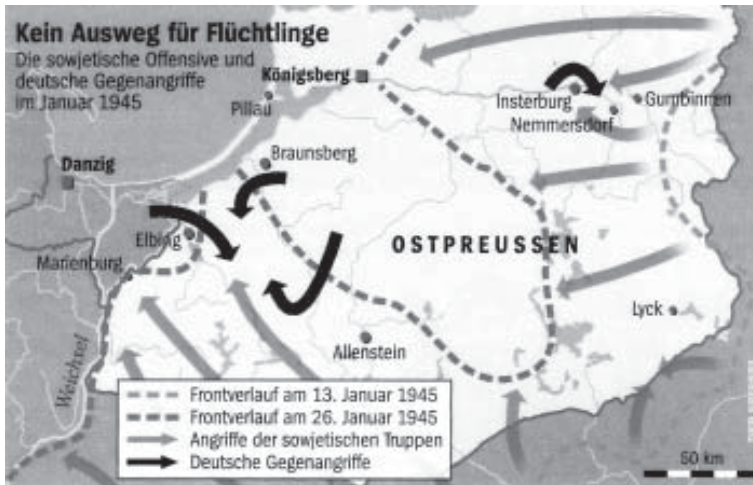 Kein Ausweg für Flüchtlinge
Die sowjetische Offensive und
deutsche Gegenangriffe
im Januar 1945
Königsberg
Pillau
Insterburg
Gumbinnen
Nemmersdorf
Danzig
Braunsberg
Elbing
OSTPREUSSEN
Marienburg
Lyck
Allenstein
Weichsel
Frontverlauf am 13. Januar 1945
Frontverlauf am 26. Januar 1945
Angriffe der sowjetischen Truppen
Deutsche Gegenangriffe
50 km